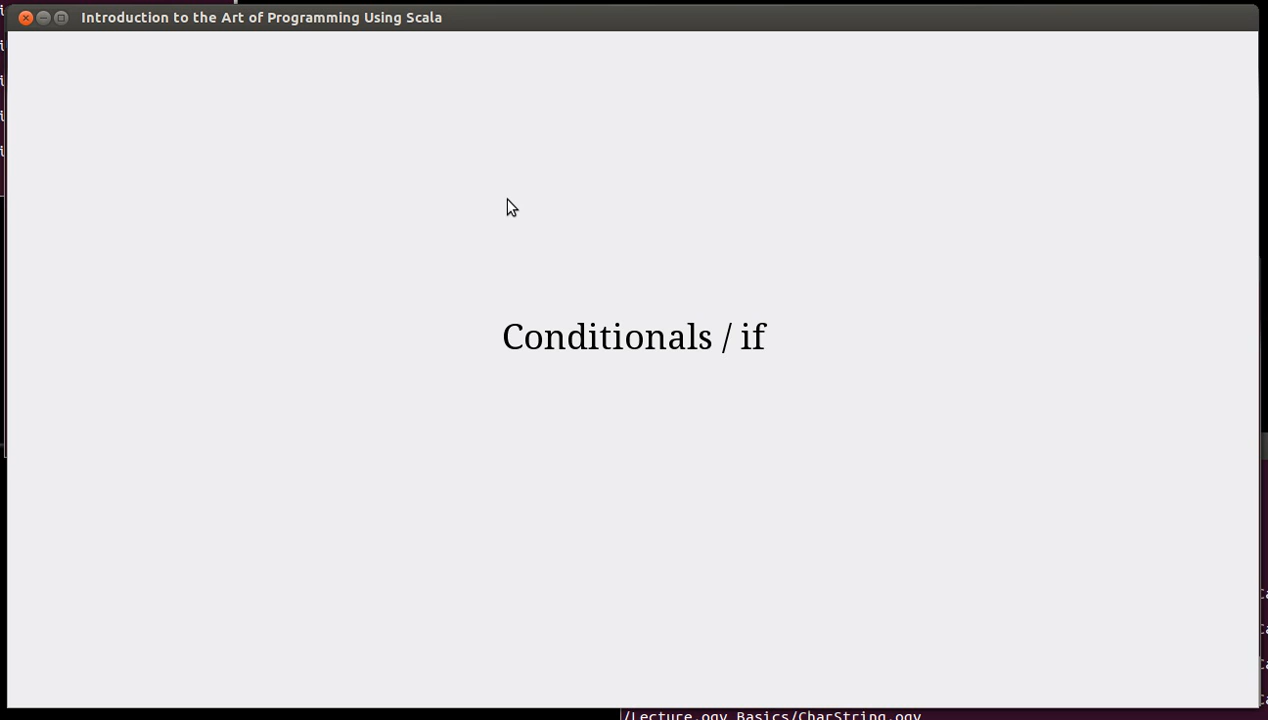 Introduction to the Art of Programming Using Scala
Conditionals / if
/Lecture.ogv Basics/CharString.ogv